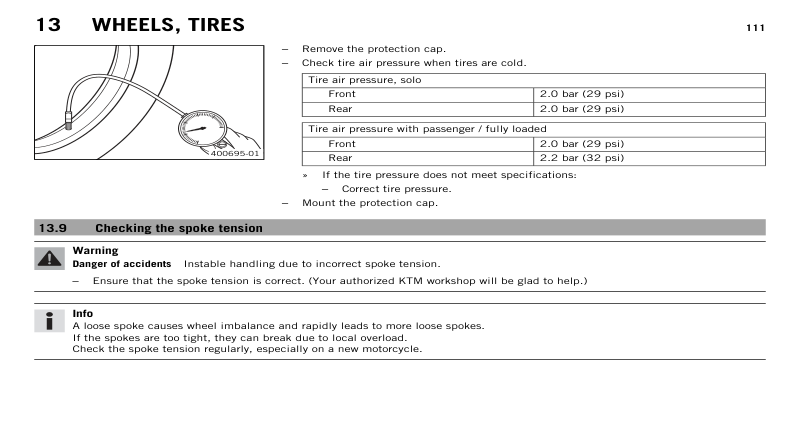 13 WHEELS, TIRES 111
400695-01
– Remove the protection cap.
– Check tire air pressure when tires are cold.
Tire air pressure, solo
Front 2.0 bar (29 psi)
Rear 2.0 bar (29 psi)
Tire air pressure with passenger / fully loaded
Front 2.0 bar (29 psi)
Rear 2.2 bar (32 psi)
» If the tire pressure does not meet specifications:
– Correct tire pressure.
– Mount the protection cap.
13.9 Checking the spoke tension
Warning
Danger of accidents Instable handling due to incorrect spoke tension.
– Ensure that the spoke tension is correct. (Your authorized KTM workshop will be glad to help.)
Info
A loose spoke causes wheel imbalance and rapidly leads to more loose spokes.
If the spokes are too tight, they can break due to local overload.
Check the spoke tension regularly, especially on a new motorcycle.